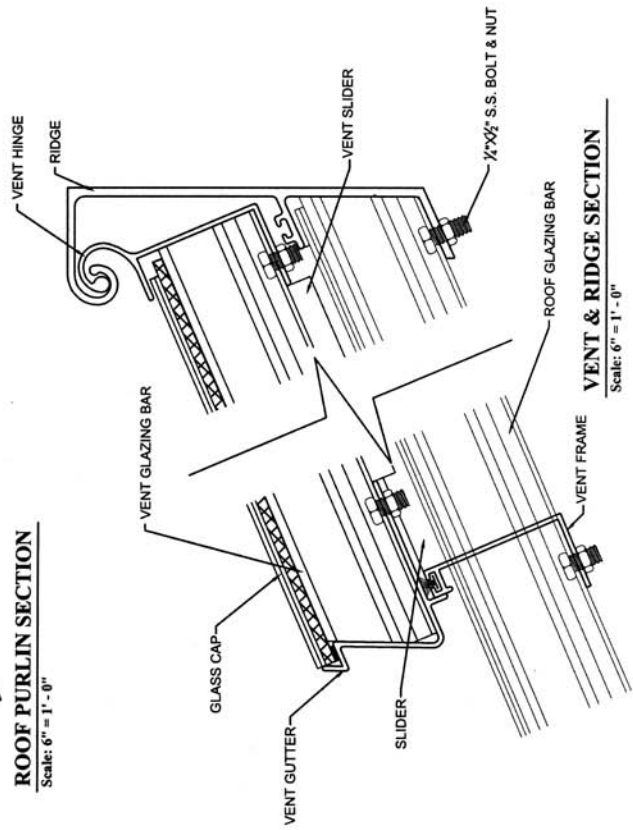 ROOF PURLIN SECTION
Scale: 6" = 1' - 0"
VENT HINGE
RIDGE
VENT GLAZING BAR
GLASS CAP
VENT GUTTER
VENT SLIDER
SLIDER
¼"X½" S.S. BOLT & NUT
ROOF GLAZING BAR
VENT FRAME
VENT & RIDGE SECTION
Scale: 6" = 1' - 0"